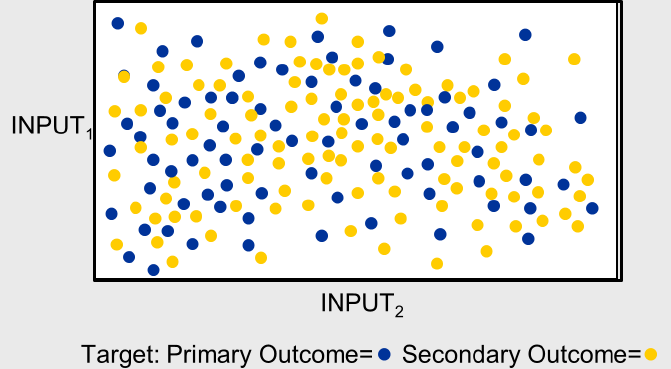 INPUT₁
INPUT₂
Target: Primary Outcome= Secondary Outcome=